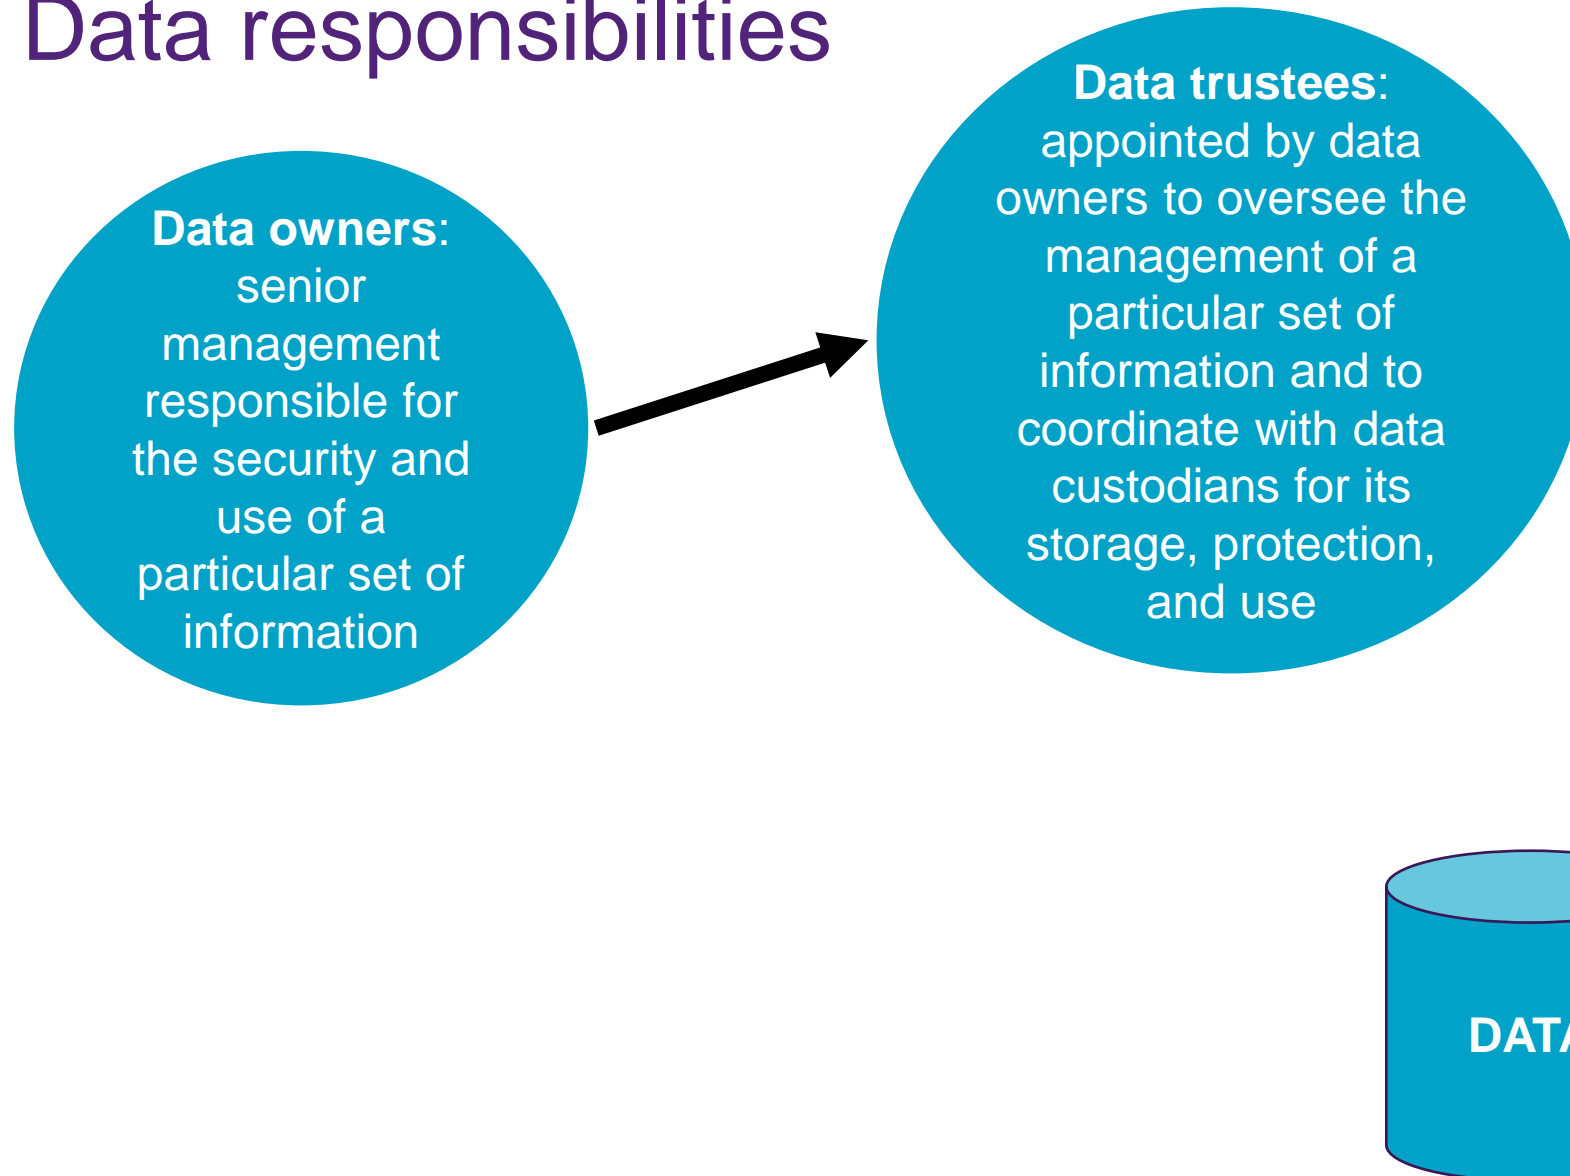 Data responsibilities
Data owners:
senior
management
responsible for
the security and
use of a
particular set of
information
Data trustees:
appointed by data
owners to oversee the
management of a
particular set of
information and to
coordinate with data
custodians for its
storage, protection,
and use
DATA